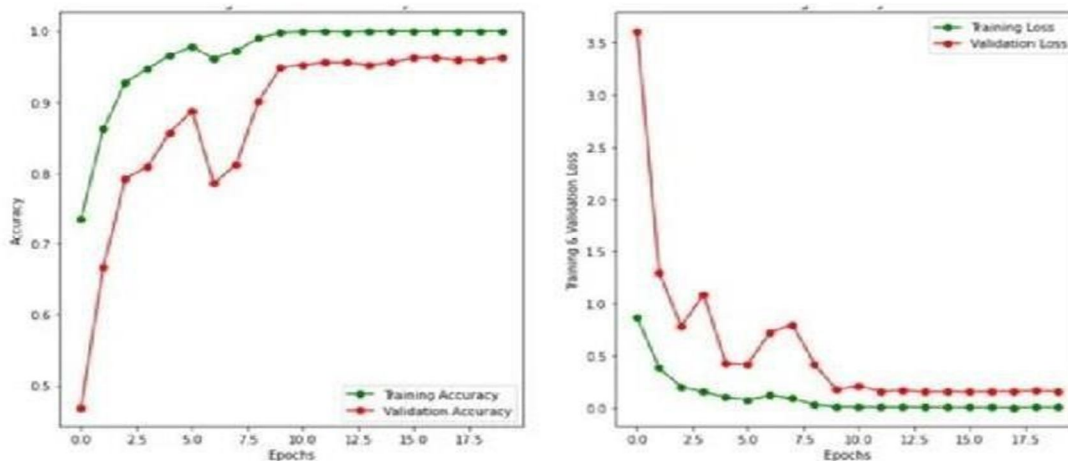 1.0
0.9
0.8
0.7
0.6
0.5
Accuracy
Training Accuracy
Validation Accuracy
0.0 2.5 5.0 7.5 10.0 12.5 15.0 17.5
Epochs
3.5
3.0
2.5
2.0
1.5
1.0
0.5
0.0
Training & Validation Loss
Training Loss
Validation Loss
0.0 2.5 5.0 7.5 10.0 12.5 15.0 17.5
Epochs